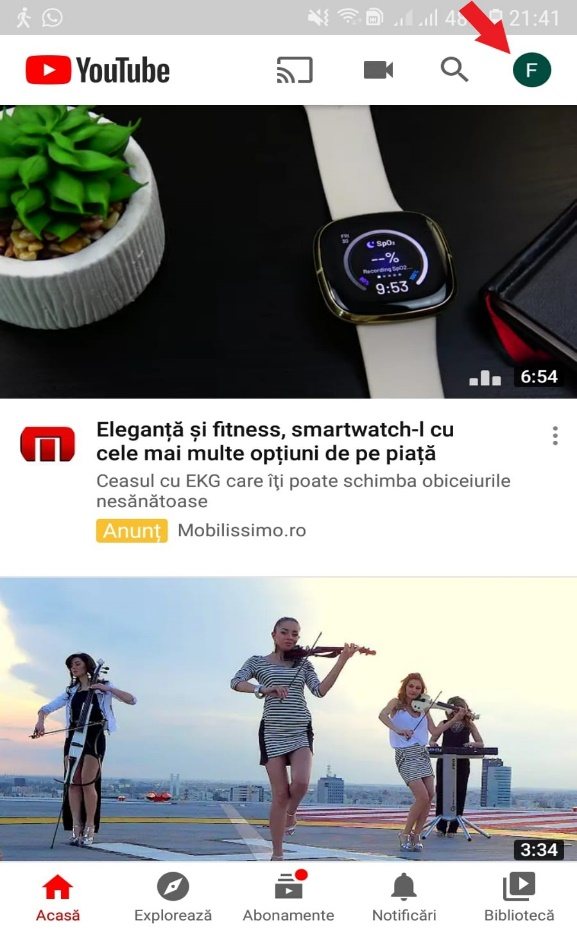 48 21:41
YouTube
F
FRI
30
SpO₂
--%
Recording SpO2...
9:53
6:54
Eleganță și fitness, smartwatch-l cu
cele mai multe opțiuni de pe piață
Ceasul cu EKG care îți poate schimba obiceiurile
nesănătoase
Anunț Mobilissimo.ro
3:34
Acasă Explorează Abonamente Notificări Bibliotecă